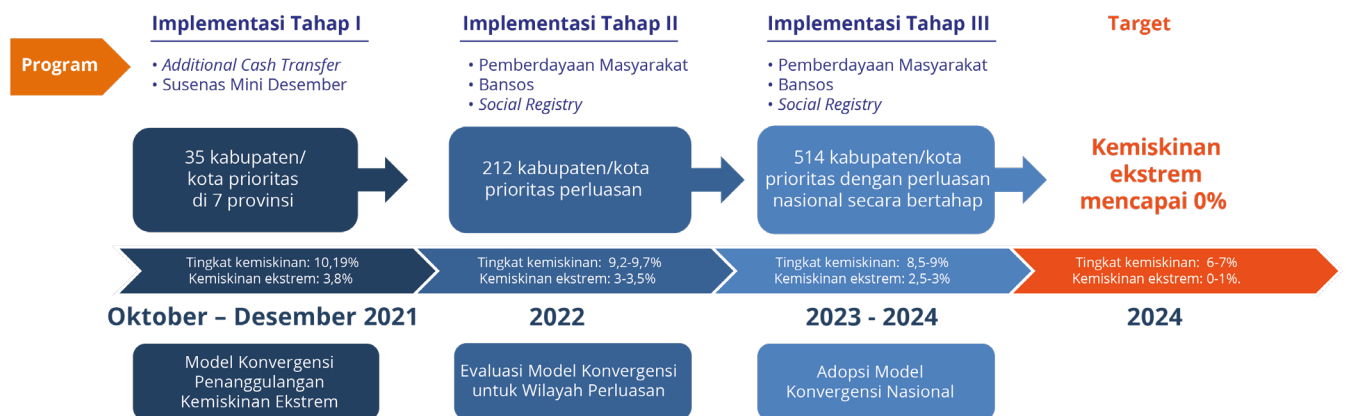 Program
Implementasi Tahap I
• Additional Cash Transfer
• Susenas Mini Desember
35 kabupaten/
kota prioritas
di 7 provinsi
Tingkat kemiskinan: 10,19%
Kemiskinan ekstrem: 3,8%
Oktober – Desember 2021
Model Konvergensi
Penanggulangan
Kemiskinan Ekstrem
Implementasi Tahap II
• Pemberdayaan Masyarakat
• Bansos
• Social Registry
212 kabupaten/kota
prioritas perluasan
Tingkat kemiskinan: 9,2-9,7%
Kemiskinan ekstrem: 3-3,5%
2022
Evaluasi Model Konvergensi
untuk Wilayah Perluasan
Implementasi Tahap III
• Pemberdayaan Masyarakat
• Bansos
• Social Registry
514 kabupaten/kota
prioritas dengan perluasan
nasional secara bertahap
Tingkat kemiskinan: 8,5-9%
Kemiskinan ekstrem: 2,5-3%
2023 - 2024
Adopsi Model
Konvergensi Nasional
Target
Kemiskinan
ekstrem
mencapai 0%
Tingkat kemiskinan: 6-7%
Kemiskinan ekstrem: 0-1%.
2024